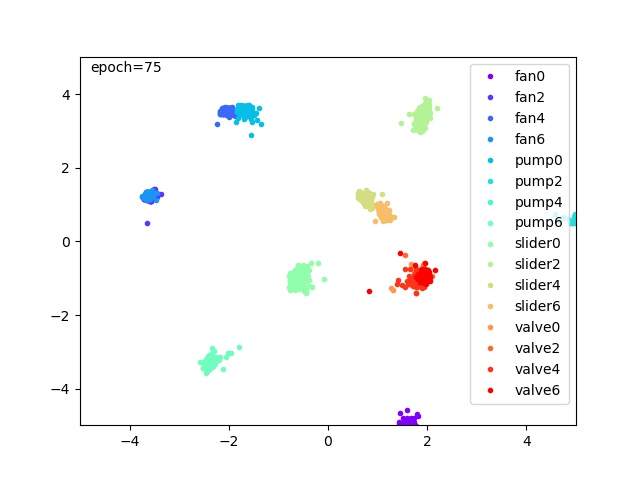 epoch=75
fan0
fan2
fan4
fan6
pump0
pump2
pump4
pump6
slider0
slider2
slider4
slider6
valve0
valve2
valve4
valve6
4
2
0
−2
−4
−4 −2 0 2 4